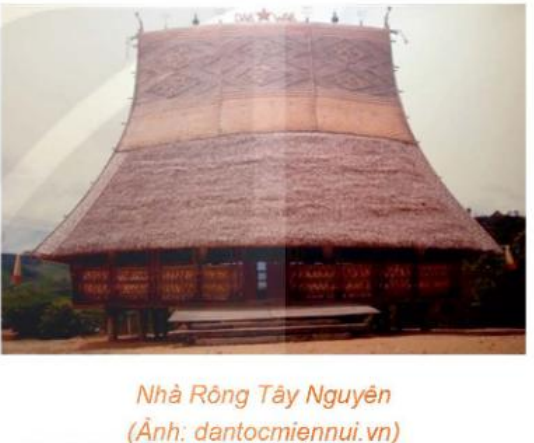 Nhà Rông Tây Nguyên
(Ảnh: dantocmiennui.vn)